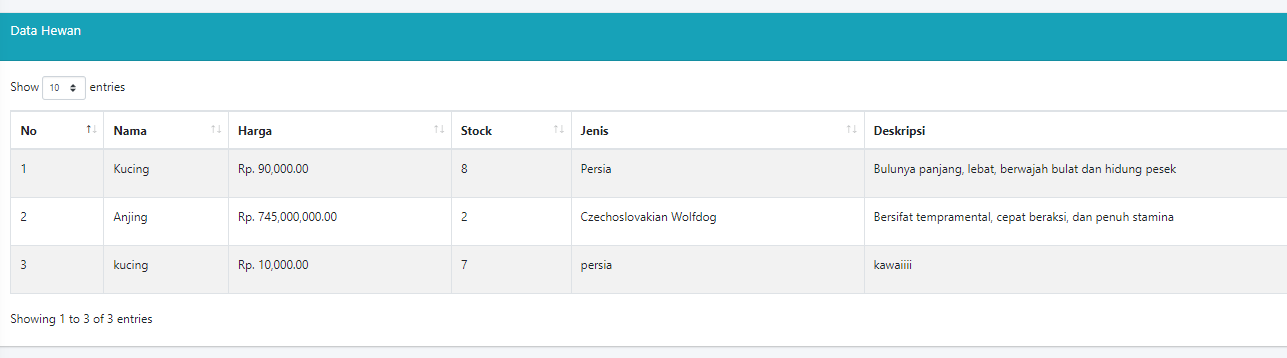 Data Hewan
Show 10 entries
No Nama Harga Stock Jenis Deskripsi
1 Kucing Rp. 90,000.00 8 Persia Bulunya panjang, lebat, berwajah bulat dan hidung pesek
2 Anjing Rp. 745,000,000.00 2 Czechoslovakian Wolfdog Bersifat tempramental, cepat beraksi, dan penuh stamina
3 kucing Rp. 10,000.00 7 persia kawaiiii
Showing 1 to 3 of 3 entries